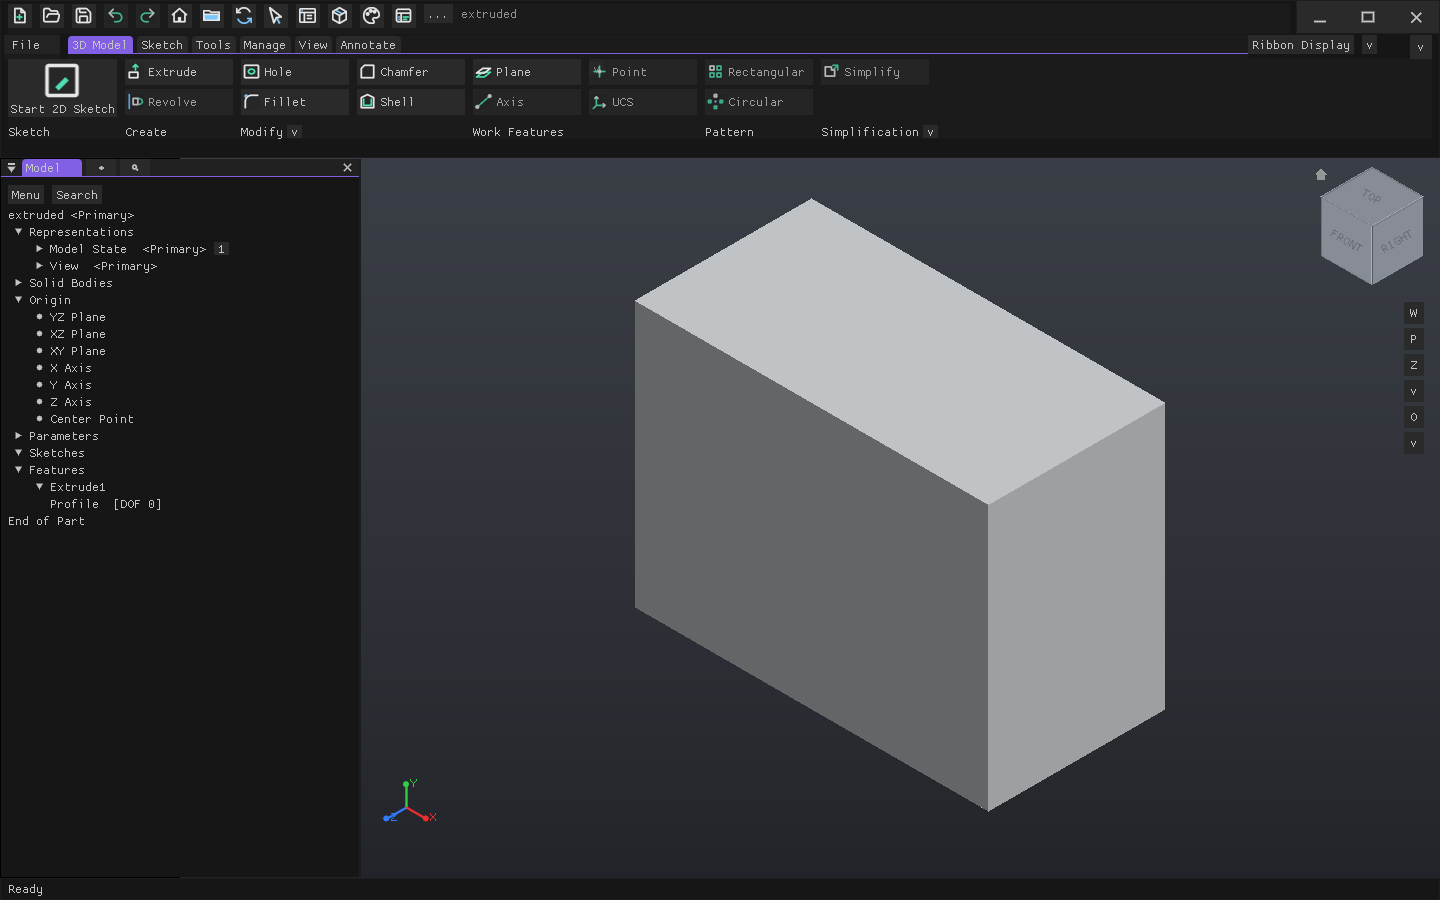 ... extruded
File 3D Model Sketch Tools Manage View Annotate Ribbon Display v v
Start 2D Sketch
Extrude Hole Chamfer Plane Point Rectangular Simplify
Revolve Fillet Shell Axis UCS Circular
Sketch Create Modify v Work Features Pattern Simplification v
Model
Menu Search
extruded <Primary>
Representations
Model State <Primary> 1
View <Primary>
Solid Bodies
Origin
YZ Plane
XZ Plane
XY Plane
X Axis
Y Axis
Z Axis
Center Point
Parameters
Sketches
Features
Extrude1
Profile [DOF 0]
End of Part
TOP
FRONT RIGHT
W
P
Z
v
O
v
Y
Z X
Ready